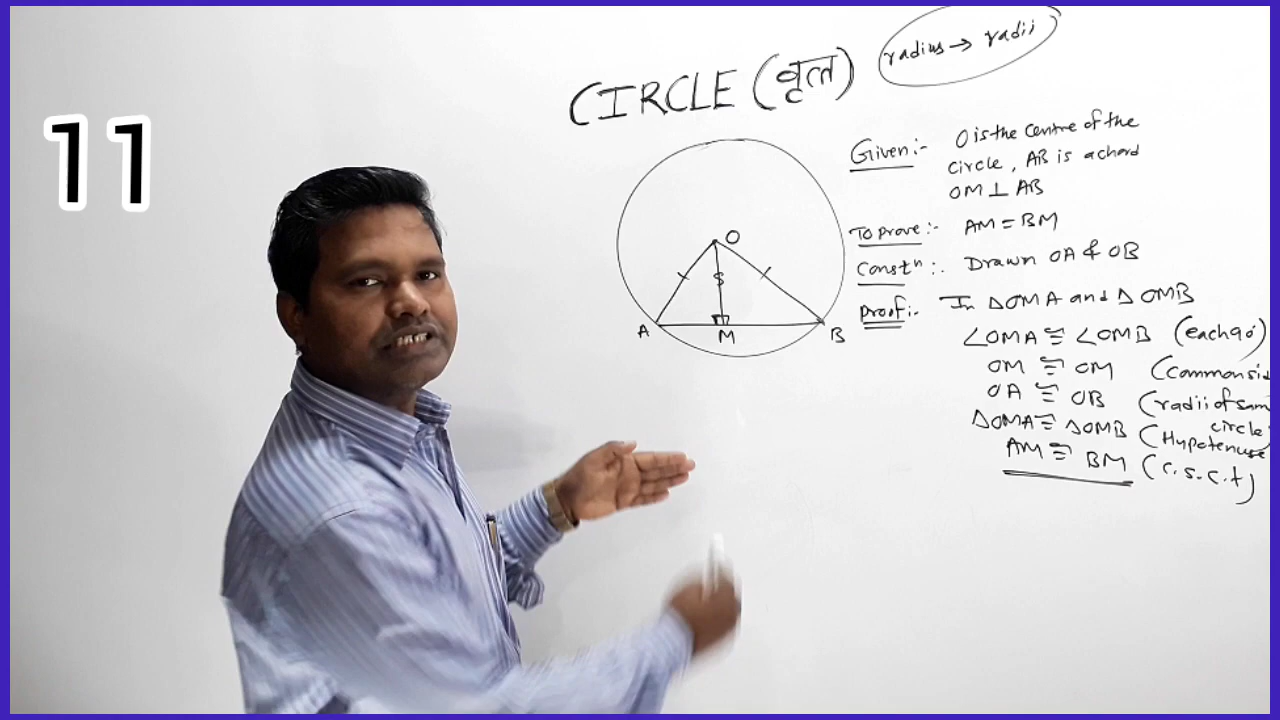 11
CIRCLE (वृत्त)
radius → radii
Given:- O is the centre of the
circle, AB is a chord
OM ⊥ AB
To prove:- AM = BM
Constⁿ:. Drawn OA & OB
Proof:- In ΔOMA and ΔOMB
∠OMA ≅ ∠OMB (each 90°)
OM ≅ OM (common si
OA ≅ OB (radii of sam
circle
ΔOMA ≅ ΔOMB (Hypotenuse
AM ≅ BM (C.S.C.t)
O
A
M
B